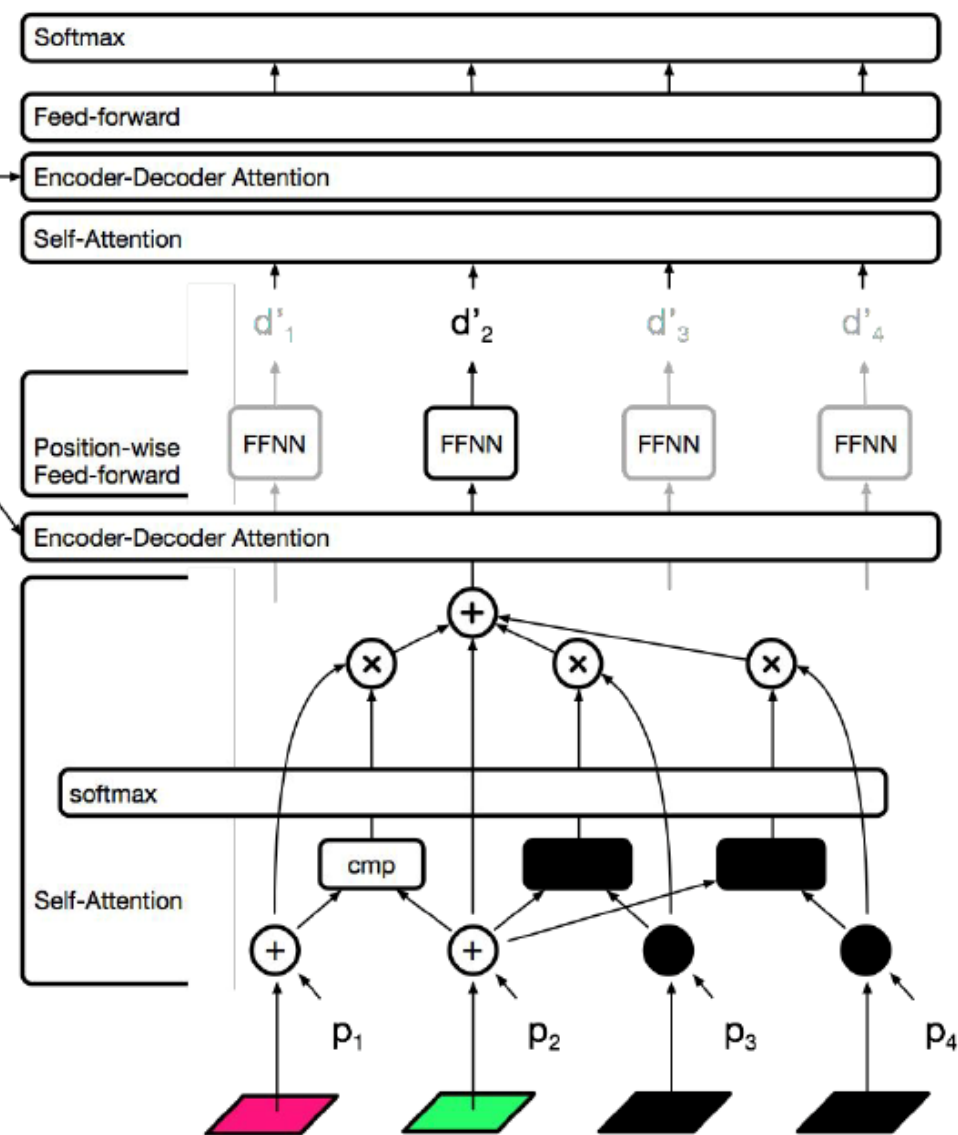 Softmax
Feed-forward
Encoder-Decoder Attention
Self-Attention
d'₁ d'₂ d'₃ d'₄
Position-wise
Feed-forward
FFNN FFNN FFNN FFNN
Encoder-Decoder Attention
+
× × ×
softmax
cmp
Self-Attention
+ +
p₁ p₂ p₃ p₄